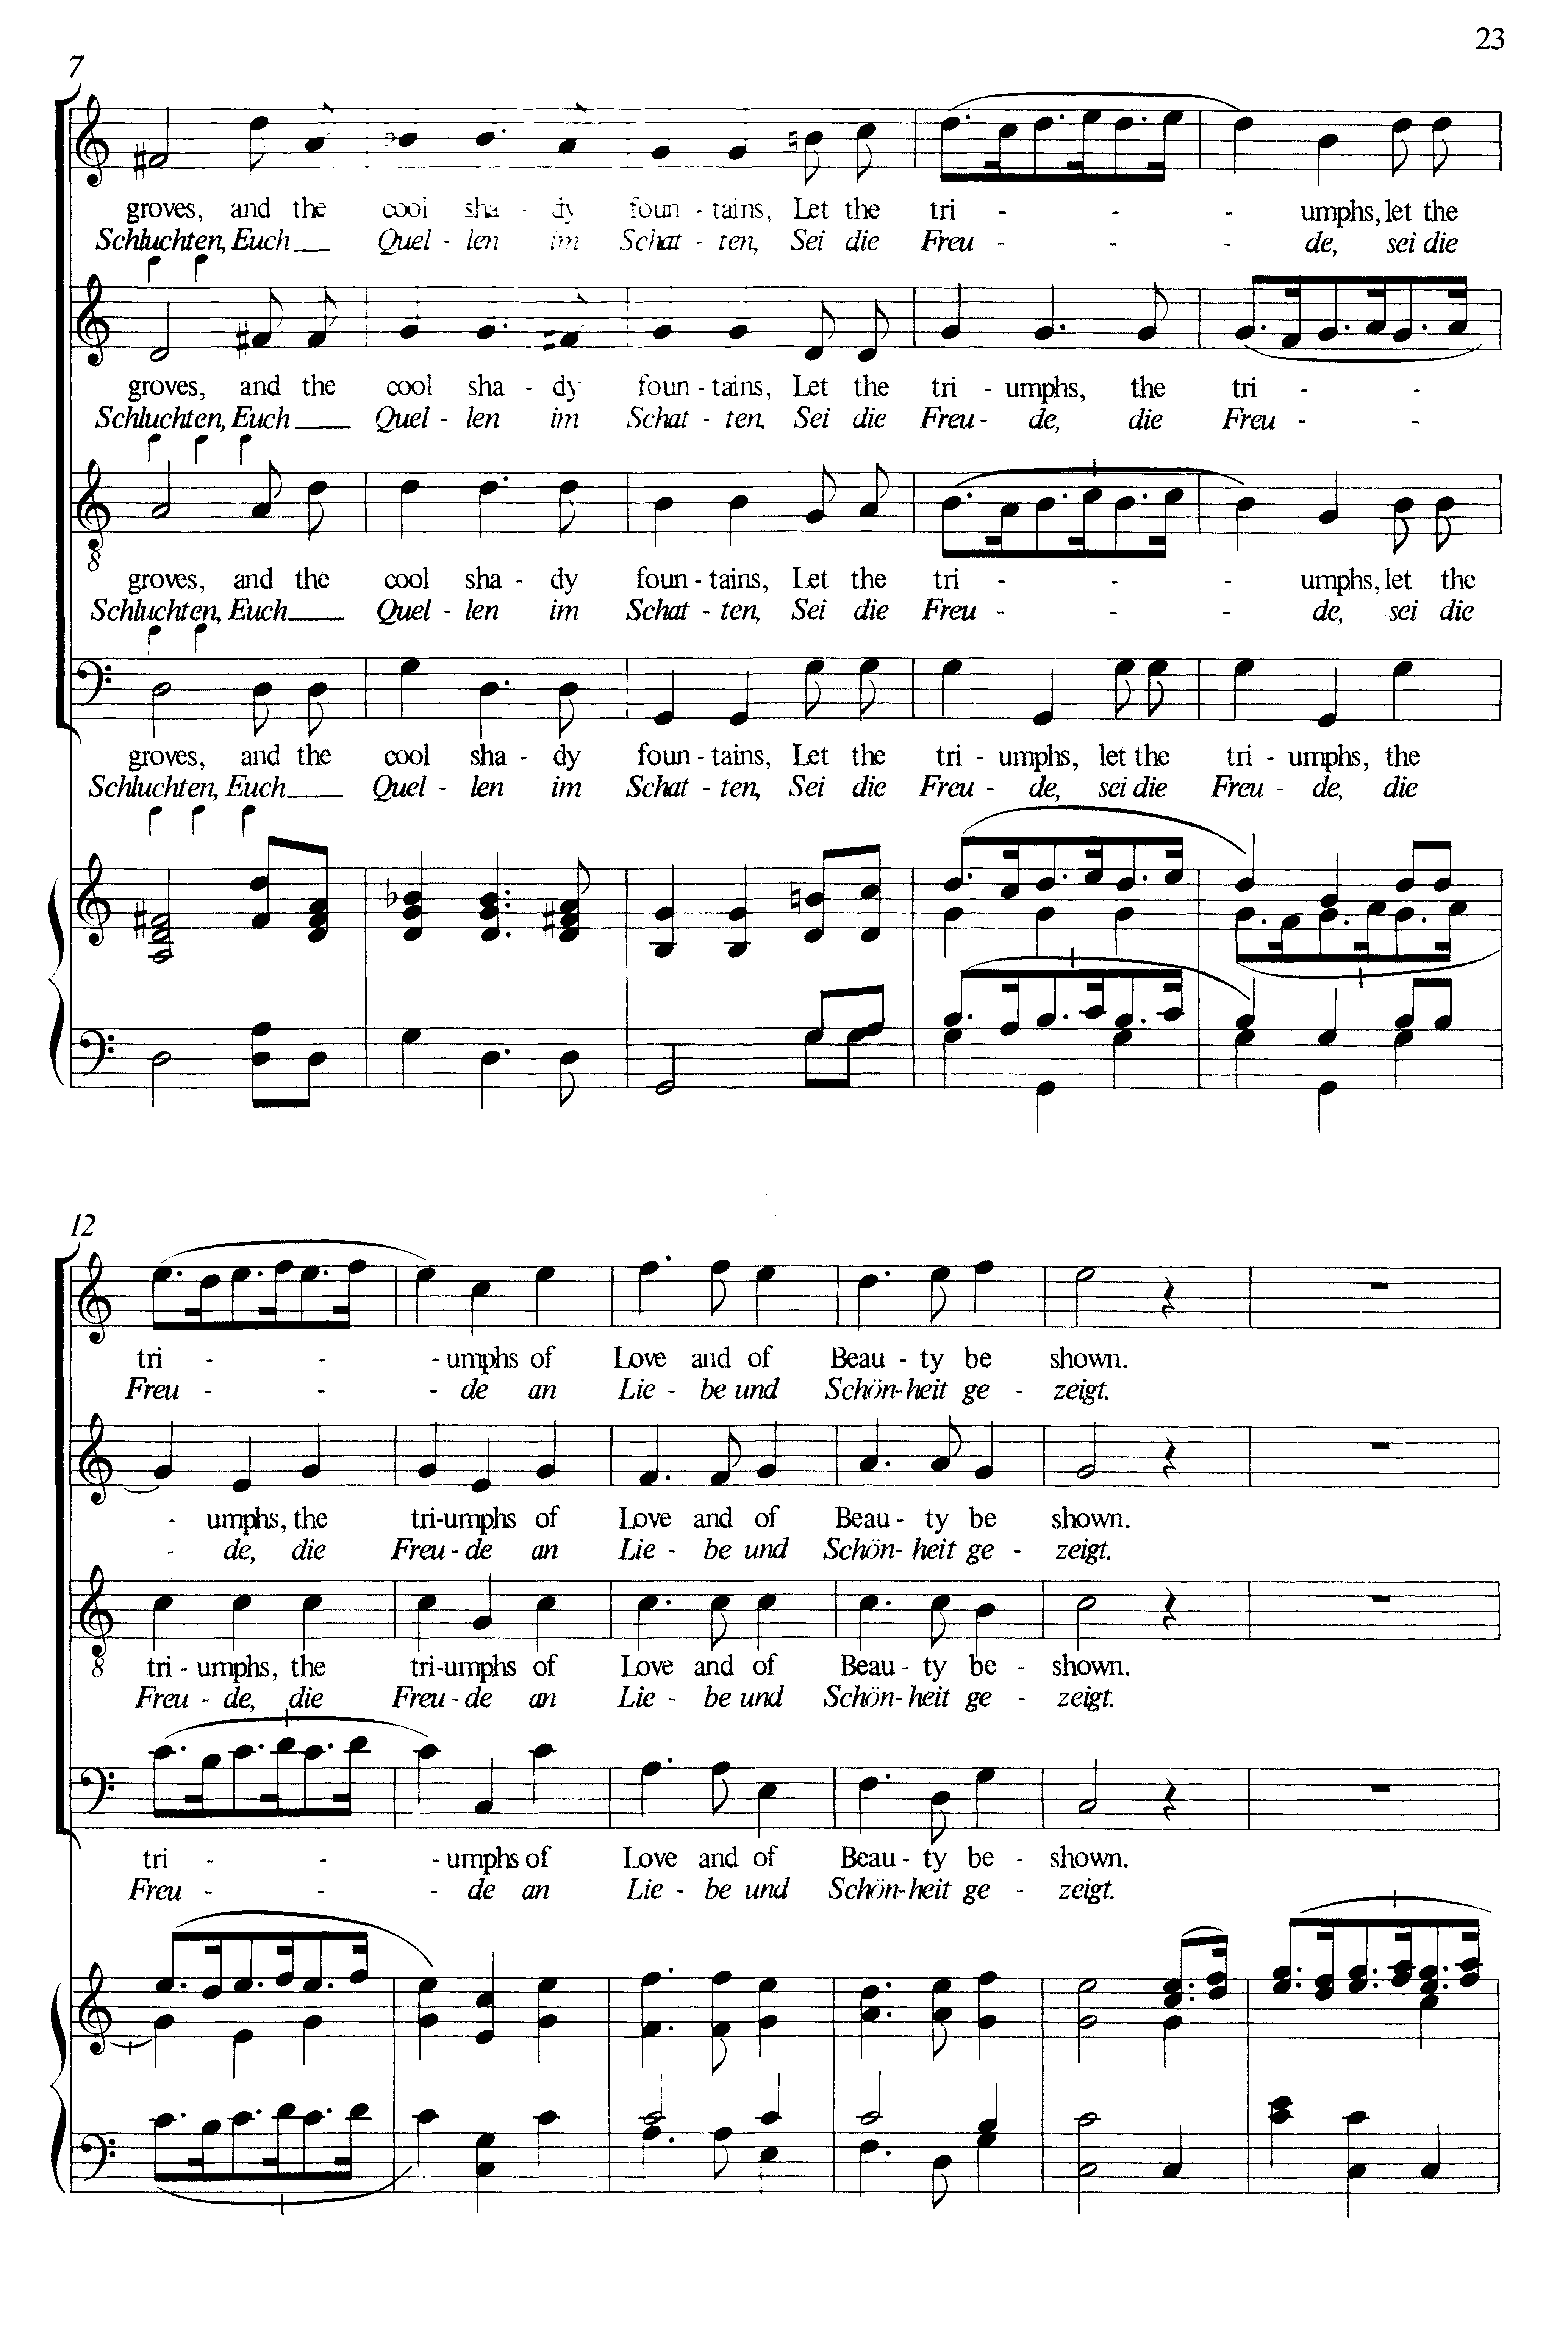 23
7
groves, and the cool sha - dy foun - tains, Let the tri - - - - umphs, let the
Schluchten, Euch Quel - len im Schat - ten, Sei die Freu - - - de, sei die
groves, and the cool sha - dy foun - tains, Let the tri - umphs, the tri - -
Schluchten, Euch Quel - len im Schat - ten, Sei die Freu - de, die Freu - -
8
groves, and the cool sha - dy foun - tains, Let the tri - - - umphs, let the
Schluchten, Euch Quel - len im Schat - ten, Sei die Freu - - - de, sei die
groves, and the cool sha - dy foun - tains, Let the tri - umphs, let the tri - umphs, the
Schluchten, Euch Quel - len im Schat - ten, Sei die Freu - de, sei die Freu - de, die
12
tri - - - umphs of Love and of Beau - ty be shown.
Freu - - - de an Lie - be und Schön - heit ge - zeigt.
- umphs, the tri - umphs of Love and of Beau - ty be shown.
- de, die Freu - de an Lie - be und Schön - heit ge - zeigt.
8
tri - umphs, the tri - umphs of Love and of Beau - ty be - shown.
Freu - de, die Freu - de an Lie - be und Schön - heit ge - zeigt.
tri - - - umphs of Love and of Beau - ty be - shown.
Freu - - - de an Lie - be und Schön - heit ge - zeigt.